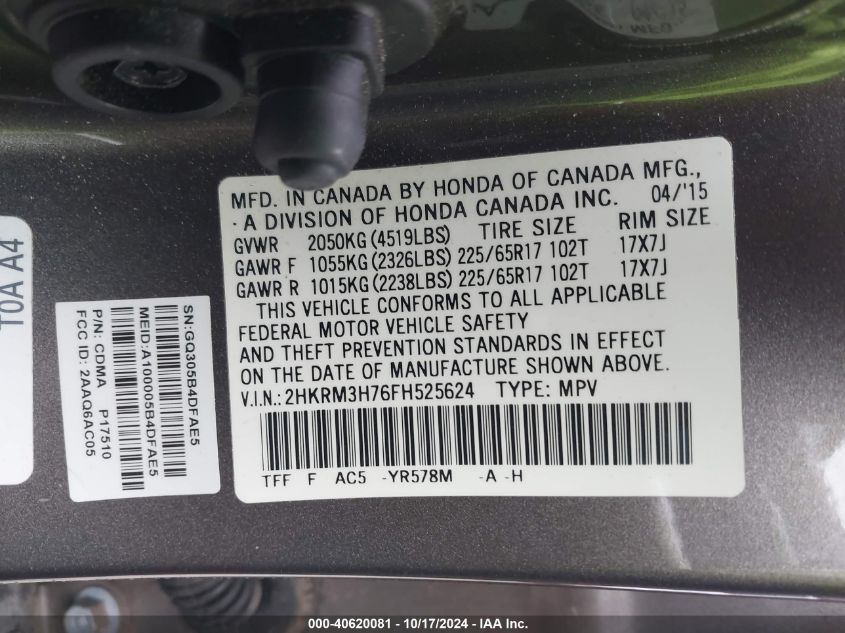 MFD. IN CANADA BY HONDA OF CANADA MFG.,
· A DIVISION OF HONDA CANADA INC. 04/'15
GVWR 2050KG (4519LBS) TIRE SIZE RIM SIZE
GAWR F 1055KG (2326LBS) 225/65R17 102T 17X7J
GAWR R 1015KG (2238LBS) 225/65R17 102T 17X7J
THIS VEHICLE CONFORMS TO ALL APPLICABLE
FEDERAL MOTOR VEHICLE SAFETY
AND THEFT PREVENTION STANDARDS IN EFFECT
ON THE DATE OF MANUFACTURE SHOWN ABOVE.
V.I.N.: 2HKRM3H76FH525624 TYPE: MPV
TFF F AC5 -YR578M -A -H
SN:GQ305B4DFAE5
MEID:A100005B4DFAE5
P/N: CDMA P17510
FCC ID: 2AAQ6AC05
TOA A4
000-40620081 - 10/17/2024 - IAA Inc.